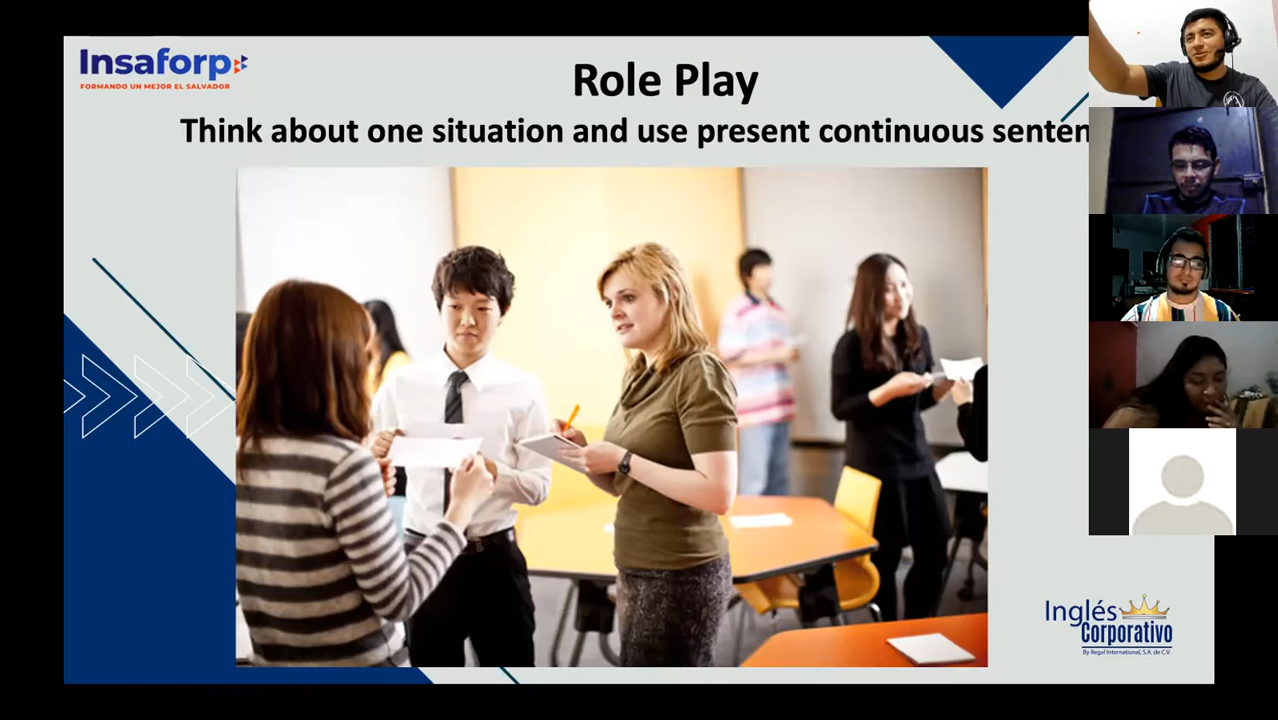 Insaforp
FORMANDO UN MEJOR EL SALVADOR
Role Play
Think about one situation and use present continuous
Inglés
Corporativo
By Regal International, S.A. de C.V.